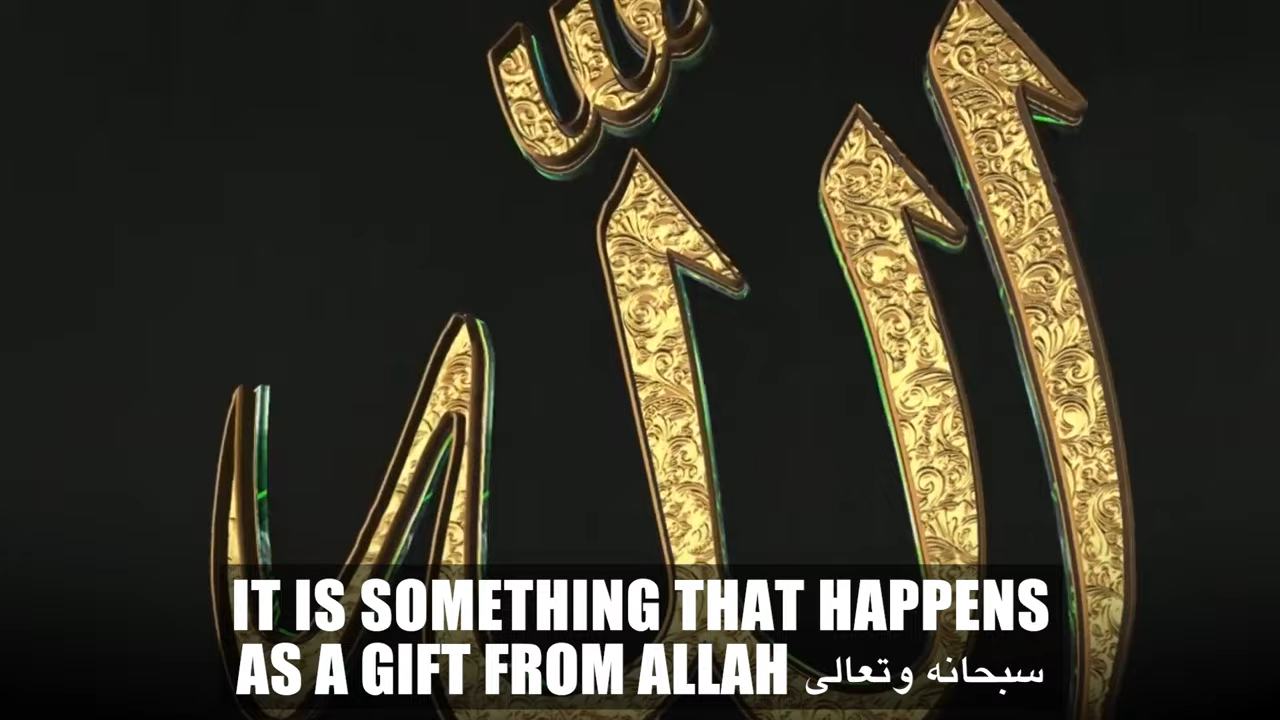 الله
IT IS SOMETHING THAT HAPPENS
AS A GIFT FROM ALLAH سبحانه وتعالى